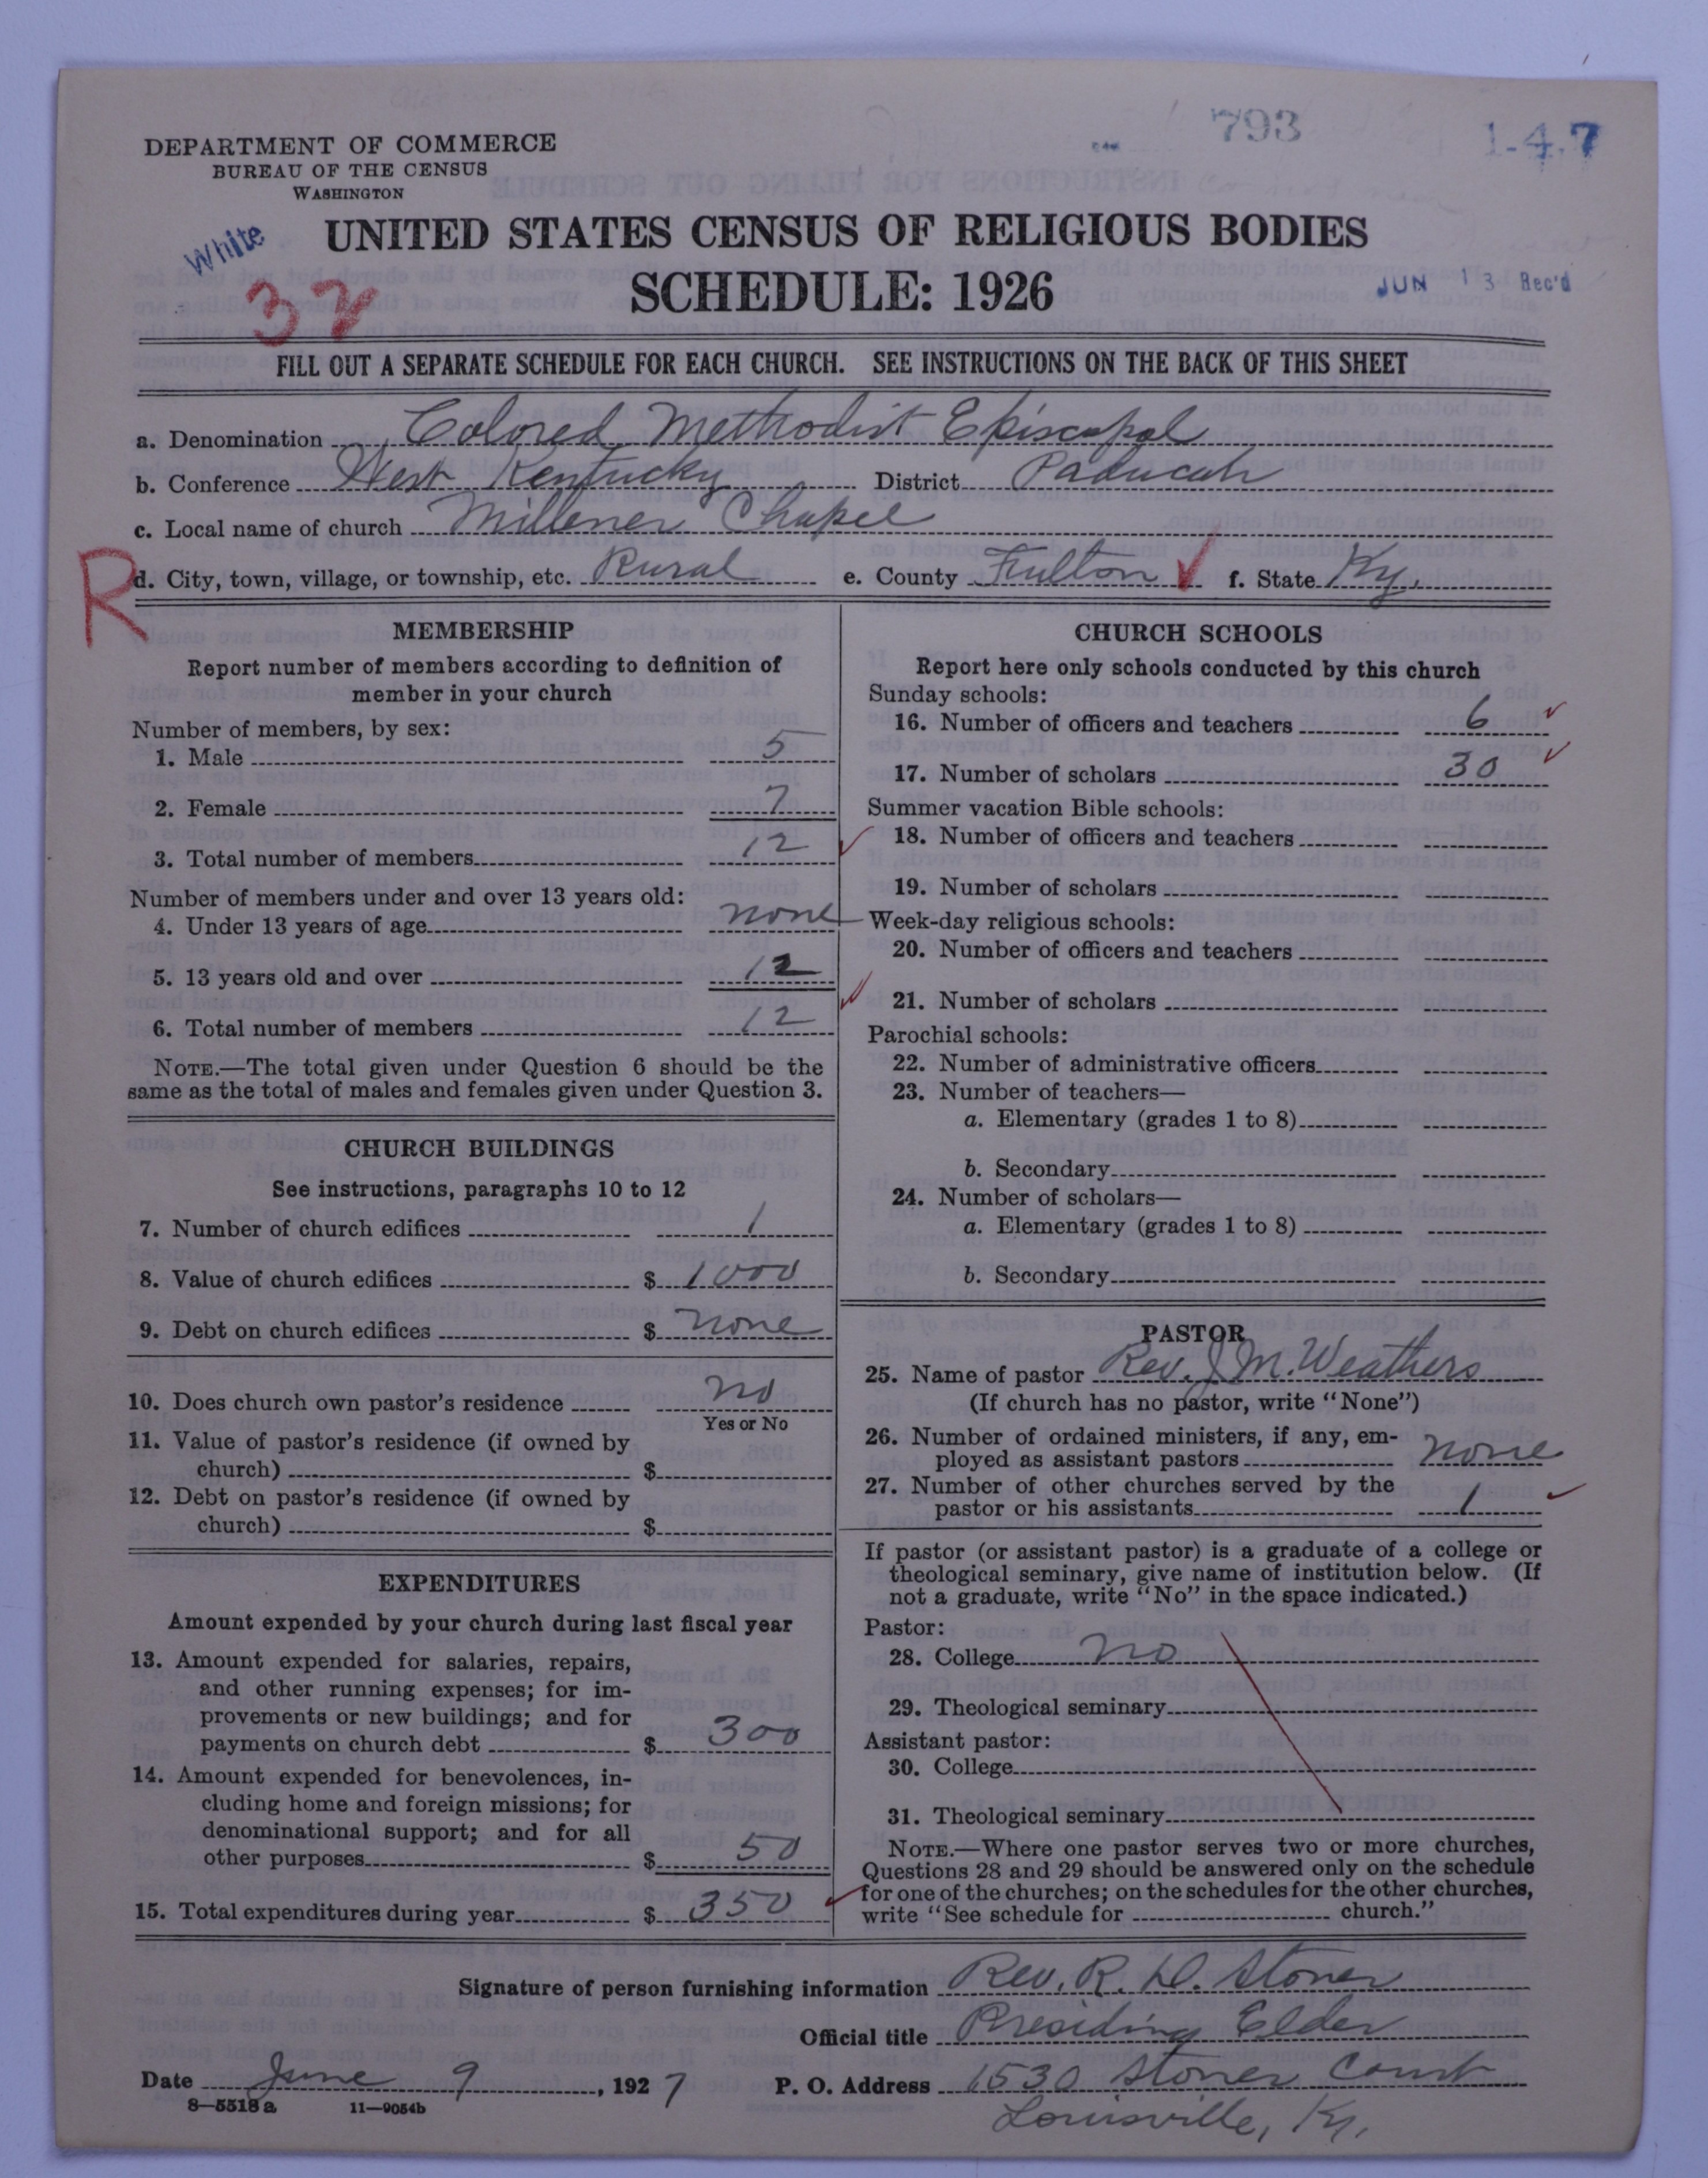 793
1-4.7
DEPARTMENT OF COMMERCE
BUREAU OF THE CENSUS
WASHINGTON
White
32
UNITED STATES CENSUS OF RELIGIOUS BODIES
SCHEDULE: 1926
JUN 13 Rec'd
FILL OUT A SEPARATE SCHEDULE FOR EACH CHURCH. SEE INSTRUCTIONS ON THE BACK OF THIS SHEET
a. Denomination Colored Methodist Episcopal
b. Conference West Kentucky District Paducah
c. Local name of church Millener Chapel
R
d. City, town, village, or township, etc. Rural e. County Fulton ✓ f. State Ky.
MEMBERSHIP
Report number of members according to definition of
member in your church
Number of members, by sex:
1. Male 5
2. Female 7
3. Total number of members 12
Number of members under and over 13 years old:
4. Under 13 years of age none
5. 13 years old and over 12
6. Total number of members 12
NOTE.—The total given under Question 6 should be the
same as the total of males and females given under Question 3.
CHURCH BUILDINGS
See instructions, paragraphs 10 to 12
7. Number of church edifices 1
8. Value of church edifices $ 1000
9. Debt on church edifices $ none
10. Does church own pastor's residence no
Yes or No
11. Value of pastor's residence (if owned by
church) $
12. Debt on pastor's residence (if owned by
church) $
EXPENDITURES
Amount expended by your church during last fiscal year
13. Amount expended for salaries, repairs,
and other running expenses; for im-
provements or new buildings; and for
payments on church debt $ 300
14. Amount expended for benevolences, in-
cluding home and foreign missions; for
denominational support; and for all
other purposes $ 50
15. Total expenditures during year $ 350
CHURCH SCHOOLS
Report here only schools conducted by this church
Sunday schools:
16. Number of officers and teachers 6
17. Number of scholars 30
Summer vacation Bible schools:
18. Number of officers and teachers
19. Number of scholars
Week-day religious schools:
20. Number of officers and teachers
21. Number of scholars
Parochial schools:
22. Number of administrative officers
23. Number of teachers—
a. Elementary (grades 1 to 8)
b. Secondary
24. Number of scholars—
a. Elementary (grades 1 to 8)
b. Secondary
PASTOR
25. Name of pastor Rev. J. M. Weathers
(If church has no pastor, write "None")
26. Number of ordained ministers, if any, em-
ployed as assistant pastors none
27. Number of other churches served by the
pastor or his assistants 1
If pastor (or assistant pastor) is a graduate of a college or
theological seminary, give name of institution below. (If
not a graduate, write "No" in the space indicated.)
Pastor:
28. College no
29. Theological seminary
Assistant pastor:
30. College
31. Theological seminary
NOTE.—Where one pastor serves two or more churches,
Questions 28 and 29 should be answered only on the schedule
for one of the churches; on the schedules for the other churches,
write "See schedule for church."
Signature of person furnishing information Rev. R. D. Stoner
Official title Presiding Elder
Date June 9, 1927 P. O. Address 1530 Stoner Court
8—5518a 11—9054b
Louisville, Ky.